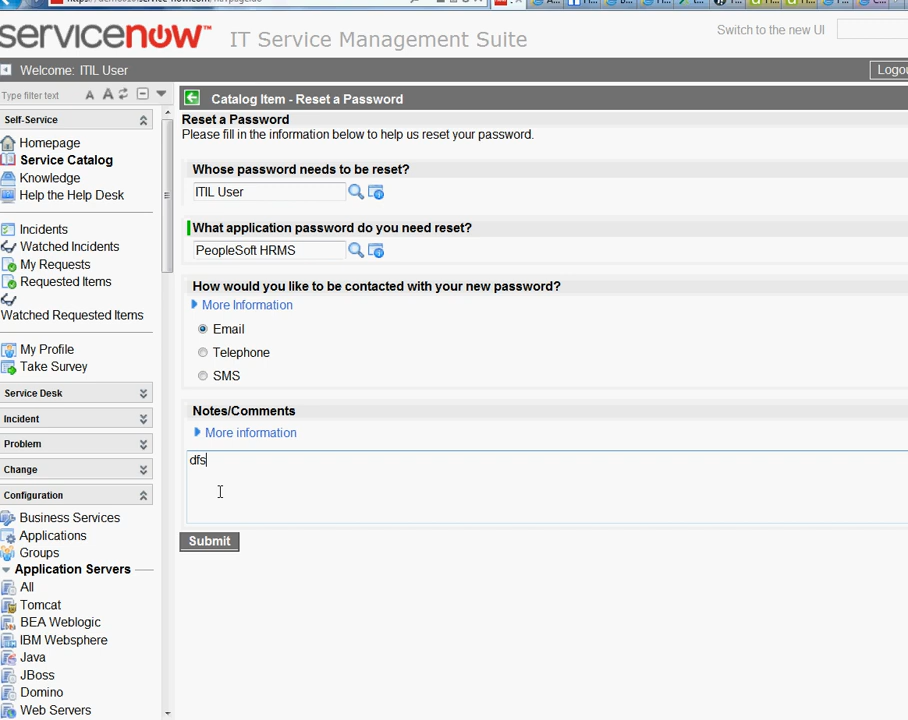 servicenow™ IT Service Management Suite
Switch to the new UI
Welcome: ITIL User
Logou
Type filter text A A
Catalog Item - Reset a Password
Self-Service
Reset a Password
Please fill in the information below to help us reset your password.
Homepage
Service Catalog
Knowledge
Help the Help Desk
Whose password needs to be reset?
ITIL User
What application password do you need reset?
PeopleSoft HRMS
Incidents
Watched Incidents
My Requests
Requested Items
Watched Requested Items
How would you like to be contacted with your new password?
More Information
Email
Telephone
SMS
My Profile
Take Survey
Service Desk
Incident
Problem
Change
Configuration
Notes/Comments
More information
dfs
Submit
Business Services
Applications
Groups
Application Servers
All
Tomcat
BEA Weblogic
IBM Websphere
Java
JBoss
Domino
Web Servers